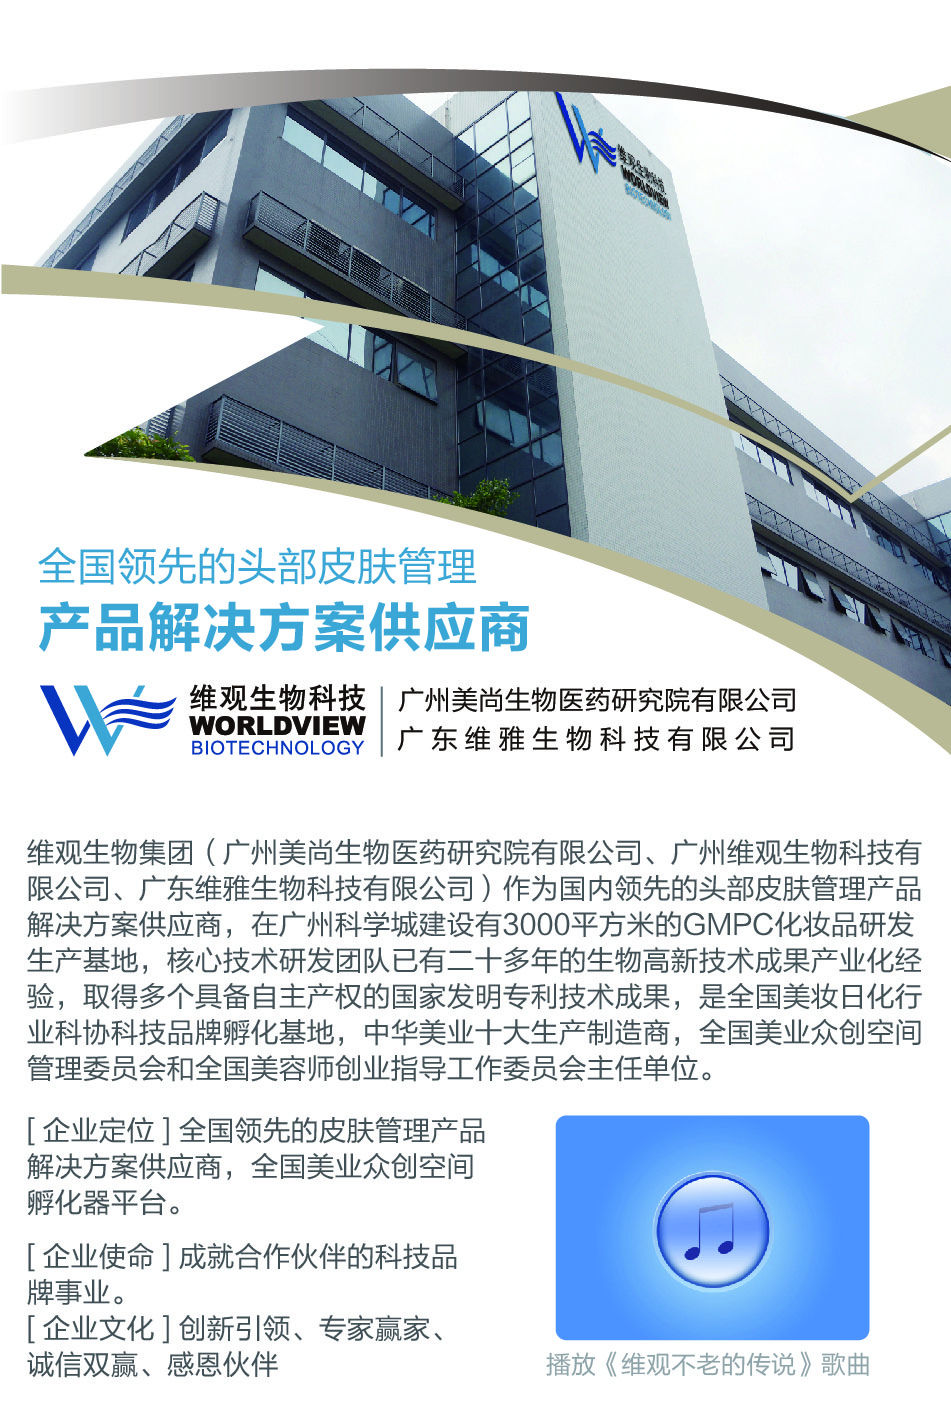 维观生物科技
WORLDVIEW
BIOTECHNOLOGY
全国领先的头部皮肤管理
产品解决方案供应商
维观生物科技
WORLDVIEW
BIOTECHNOLOGY
广州美尚生物医药研究院有限公司
广东维雅生物科技有限公司
维观生物集团（广州美尚生物医药研究院有限公司、广州维观生物科技有
限公司、广东维雅生物科技有限公司）作为国内领先的头部皮肤管理产品
解决方案供应商，在广州科学城建设有3000平方米的GMPC化妆品研发
生产基地，核心技术研发团队已有二十多年的生物高新技术成果产业化经
验，取得多个具备自主产权的国家发明专利技术成果，是全国美妆日化行
业科协科技品牌孵化基地，中华美业十大生产制造商，全国美业众创空间
管理委员会和全国美容师创业指导工作委员会主任单位。
[ 企业定位 ] 全国领先的皮肤管理产品
解决方案供应商，全国美业众创空间
孵化器平台。
[ 企业使命 ] 成就合作伙伴的科技品
牌事业。
[ 企业文化 ] 创新引领、专家赢家、
诚信双赢、感恩伙伴
播放《维观不老的传说》歌曲